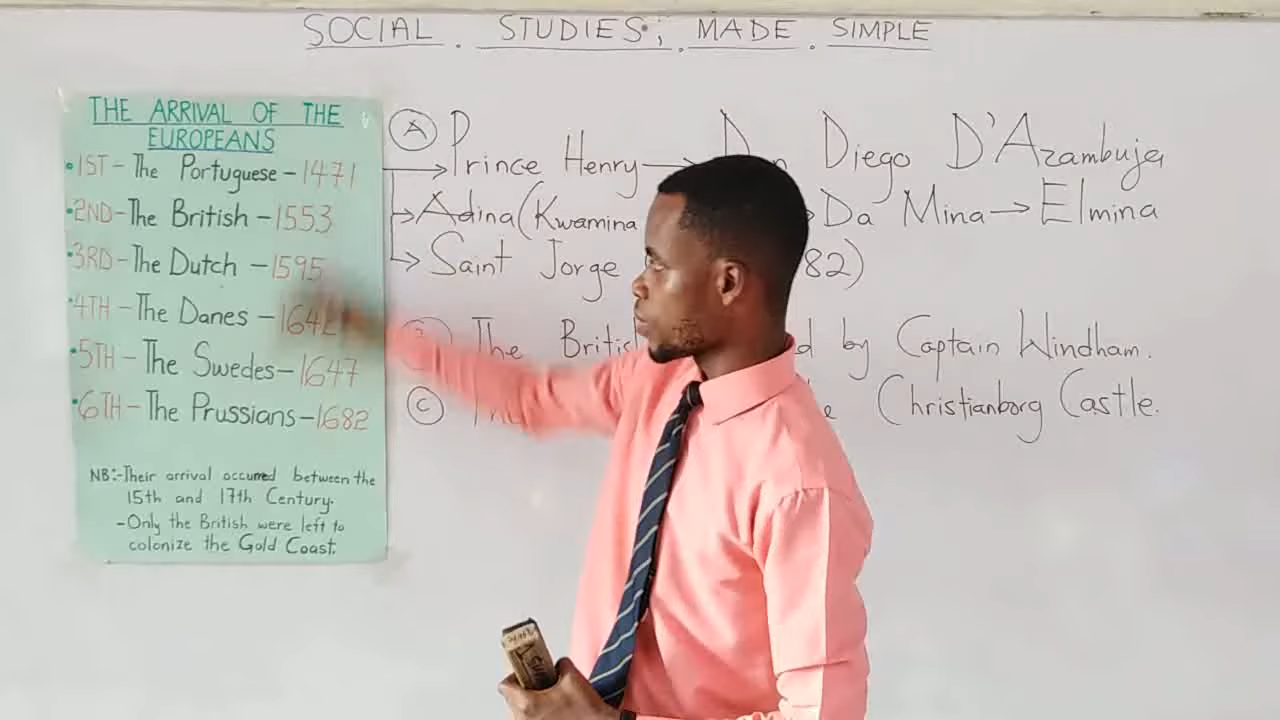 SOCIAL . STUDIES; . MADE . SIMPLE
THE ARRIVAL OF THE
EUROPEANS
•1ST-The Portuguese-1471
•2ND-The British-1553
•3RD-The Dutch-1595
•4TH-The Danes-1642
•5TH-The Swedes-1647
•6TH-The Prussians-1682
NB:-Their arrival occurred between the
15th and 17th Century.
-Only the British were left to
colonize the Gold Coast.
A Prince Henry Diego D'Azambuja
Adina(Kwamina Da Mina→Elmina
Saint Jorge 82)
The by Captain Windham.
C Christianborg Castle.